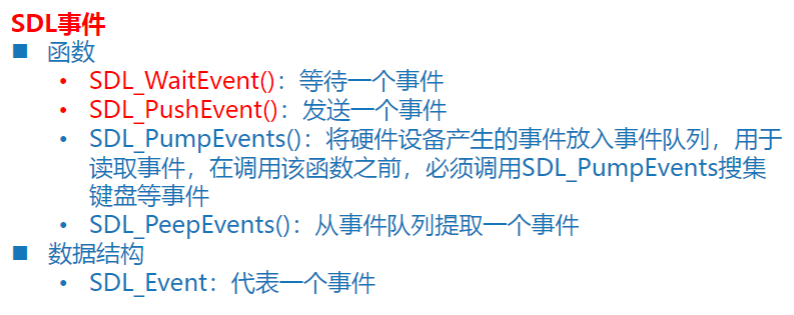 SDL事件
■ 函数
• SDL_WaitEvent()：等待一个事件
• SDL_PushEvent()：发送一个事件
• SDL_PumpEvents()：将硬件设备产生的事件放入事件队列，用于
读取事件，在调用该函数之前，必须调用SDL_PumpEvents搜集
键盘等事件
• SDL_PeepEvents()：从事件队列提取一个事件
■ 数据结构
• SDL_Event：代表一个事件